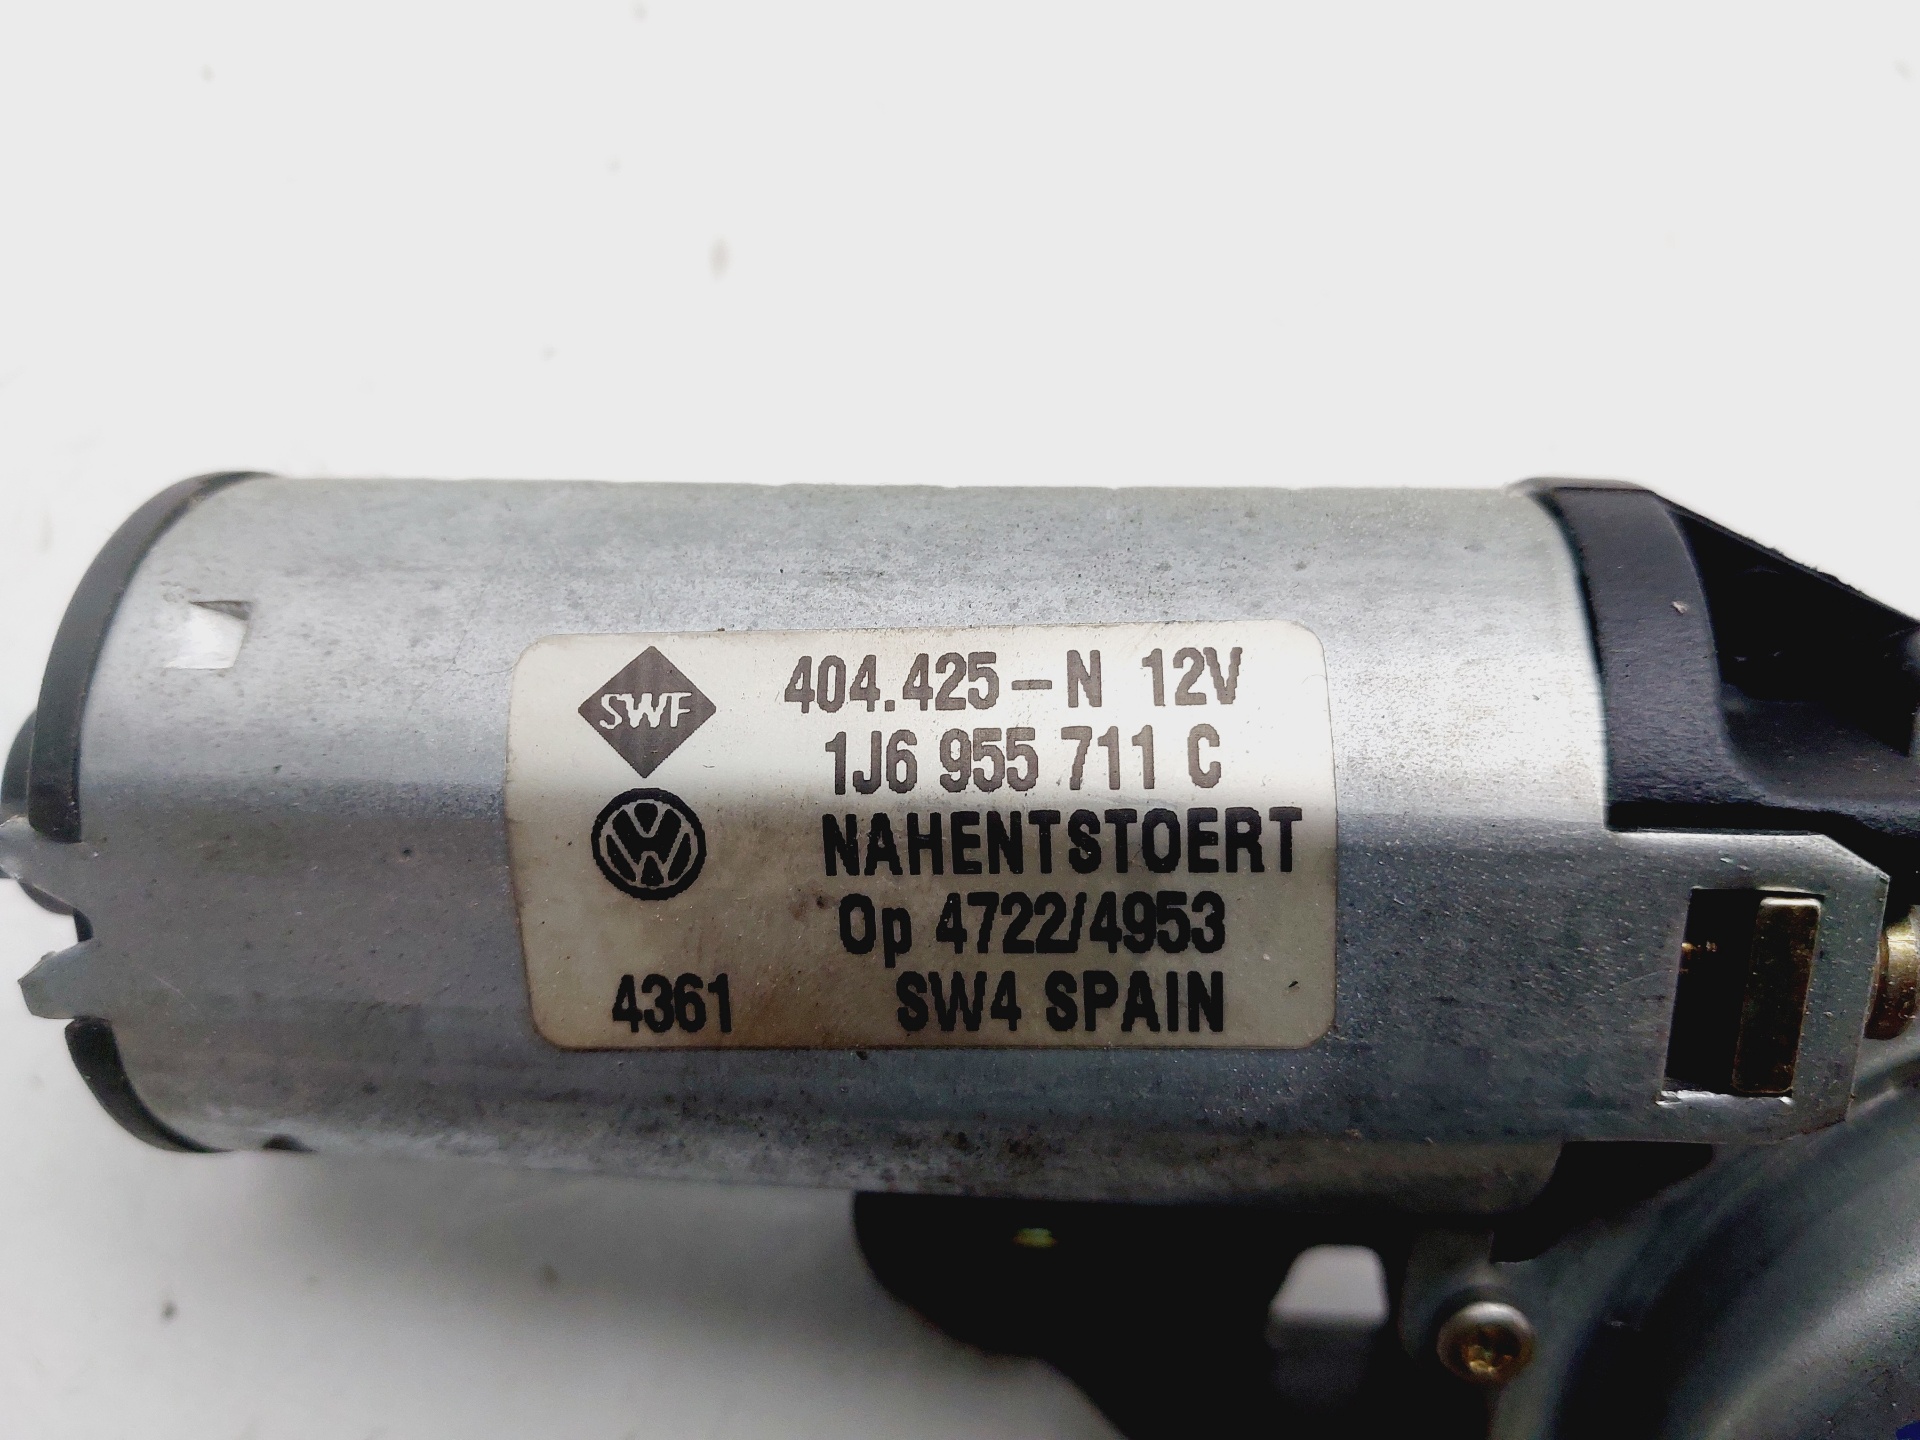 SWF
404.425-N 12V
1J6 955 711 C
NAHENTSTOERT
Op 4722/4953
4361 SW4 SPAIN